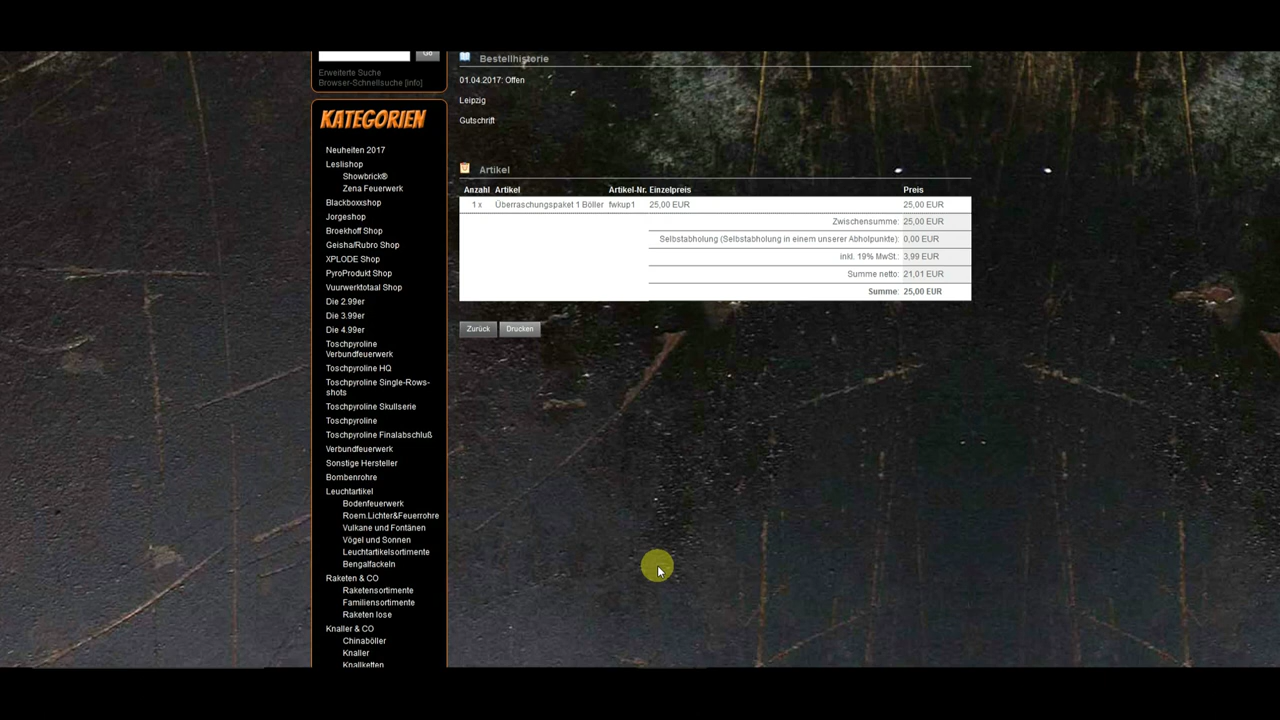 Go
Erweiterte Suche
Browser-Schnellsuche [info]
KATEGORIEN
Neuheiten 2017
Leslishop
Showbrick®
Zena Feuerwerk
Blackboxxshop
Jorgeshop
Broekhoff Shop
Geisha/Rubro Shop
XPLODE Shop
PyroProdukt Shop
Vuurwerktotaal Shop
Die 2.99er
Die 3.99er
Die 4.99er
Toschpyroline
Verbundfeuerwerk
Toschpyroline HQ
Toschpyroline Single-Rows-
shots
Toschpyroline Skullserie
Toschpyroline
Toschpyroline Finalabschluß
Verbundfeuerwerk
Sonstige Hersteller
Bombenrohre
Leuchtartikel
Bodenfeuerwerk
Roem.Lichter&Feuerrohre
Vulkane und Fontänen
Vögel und Sonnen
Leuchtartikelsortimente
Bengalfackeln
Raketen & CO
Raketensortimente
Familiensortimente
Raketen lose
Knaller & CO
Chinaböller
Knaller
Knallketten
Bestellhistorie
01.04.2017: Offen
Leipzig
Gutschrift
Artikel
Anzahl Artikel Artikel-Nr. Einzelpreis Preis
1 x Überraschungspaket 1 Böller fwkup1 25,00 EUR 25,00 EUR
Zwischensumme: 25,00 EUR
Selbstabholung (Selbstabholung in einem unserer Abholpunkte): 0,00 EUR
inkl. 19% MwSt.: 3,99 EUR
Summe netto: 21,01 EUR
Summe: 25,00 EUR
Zurück Drucken